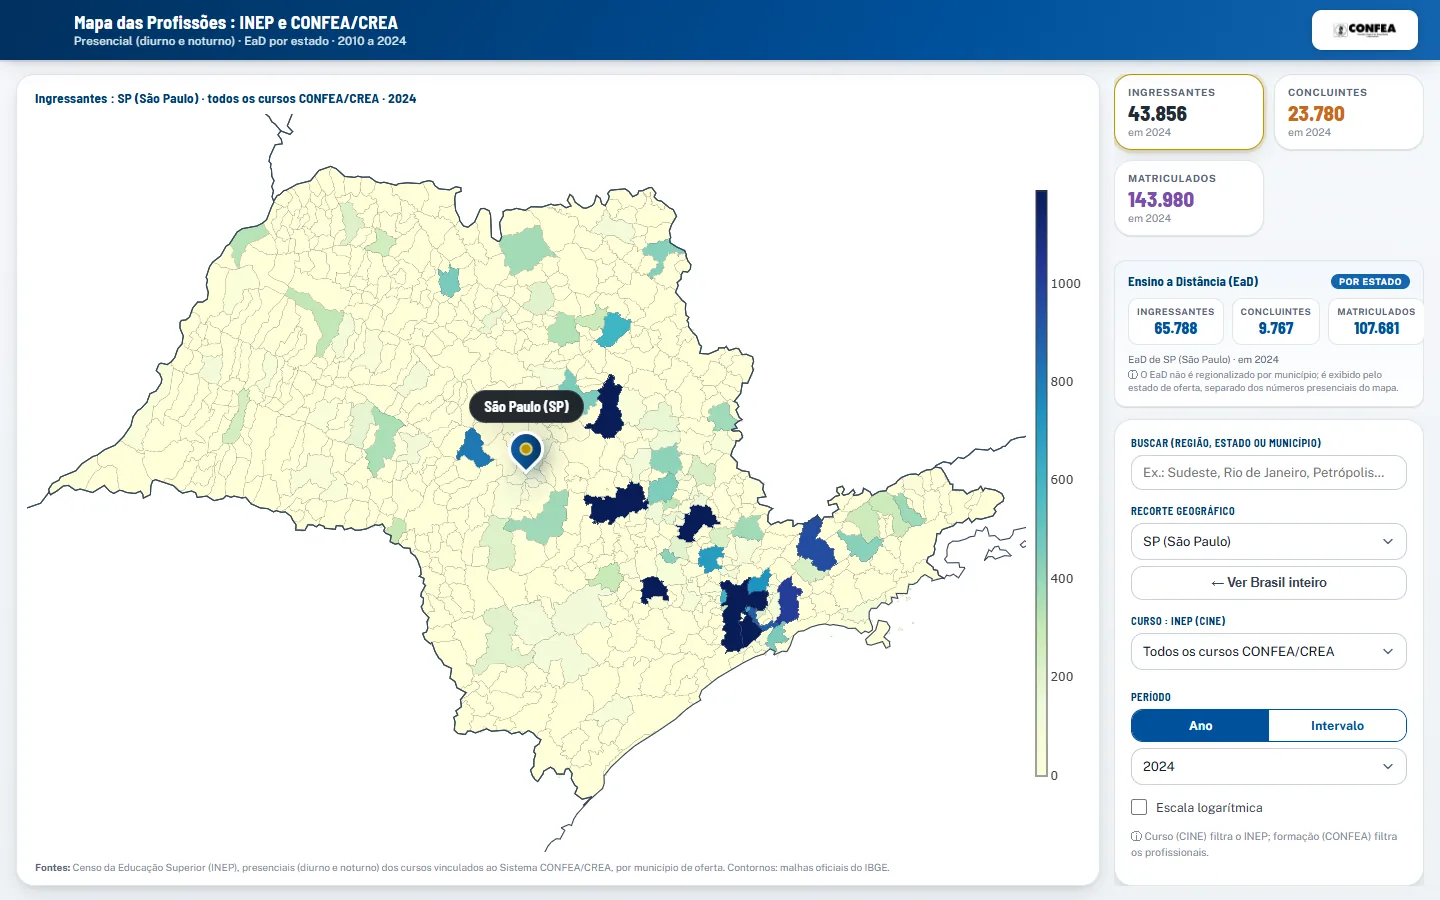 Mapa das Profissões : INEP e CONFEA/CREA
Presencial (diurno e noturno) · EaD por estado · 2010 a 2024
CONFEA
Ingressantes : SP (São Paulo) · todos os cursos CONFEA/CREA · 2024
São Paulo (SP)
1000
800
600
400
200
0
Fontes: Censo da Educação Superior (INEP), presenciais (diurno e noturno) dos cursos vinculados ao Sistema CONFEA/CREA, por município de oferta. Contornos: malhas oficiais do IBGE.
INGRESSANTES
43.856
em 2024
CONCLUINTES
23.780
em 2024
MATRICULADOS
143.980
em 2024
Ensino a Distância (EaD)
POR ESTADO
INGRESSANTES
65.788
CONCLUINTES
9.767
MATRICULADOS
107.681
EaD de SP (São Paulo) · em 2024
ⓘ O EaD não é regionalizado por município; é exibido pelo
estado de oferta, separado dos números presenciais do mapa.
BUSCAR (REGIÃO, ESTADO OU MUNICÍPIO)
Ex.: Sudeste, Rio de Janeiro, Petrópolis...
RECORTE GEOGRÁFICO
SP (São Paulo)
← Ver Brasil inteiro
CURSO : INEP (CINE)
Todos os cursos CONFEA/CREA
PERÍODO
Ano
Intervalo
2024
Escala logarítmica
ⓘ Curso (CINE) filtra o INEP; formação (CONFEA) filtra
os profissionais.